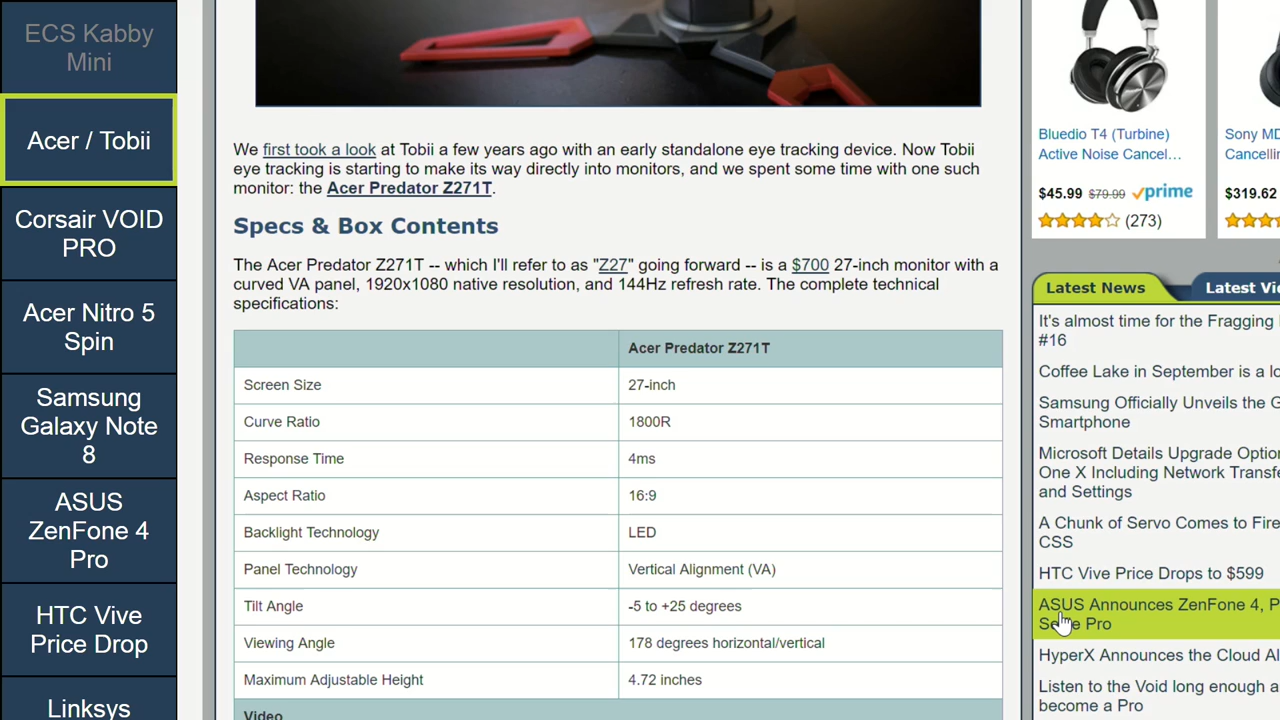 ECS Kabby
Mini
Acer / Tobii
Corsair VOID
PRO
Acer Nitro 5
Spin
Samsung
Galaxy Note
8
ASUS
ZenFone 4
Pro
HTC Vive
Price Drop
Linksys
We first took a look at Tobii a few years ago with an early standalone eye tracking device. Now Tobii
eye tracking is starting to make its way directly into monitors, and we spent some time with one such
monitor: the Acer Predator Z271T.
Specs & Box Contents
The Acer Predator Z271T -- which I'll refer to as "Z27" going forward -- is a $700 27-inch monitor with a
curved VA panel, 1920x1080 native resolution, and 144Hz refresh rate. The complete technical
specifications:
Acer Predator Z271T
Screen Size 27-inch
Curve Ratio 1800R
Response Time 4ms
Aspect Ratio 16:9
Backlight Technology LED
Panel Technology Vertical Alignment (VA)
Tilt Angle -5 to +25 degrees
Viewing Angle 178 degrees horizontal/vertical
Maximum Adjustable Height 4.72 inches
Video
Bluedio T4 (Turbine)
Active Noise Cancel...
$45.99 $79.99 prime
(273)
Sony MD
Cancellin
$319.62
Latest News Latest Vi
It's almost time for the Fragging
#16
Coffee Lake in September is a lo
Samsung Officially Unveils the G
Smartphone
Microsoft Details Upgrade Option
One X Including Network Transfe
and Settings
A Chunk of Servo Comes to Fire
CSS
HTC Vive Price Drops to $599
ASUS Announces ZenFone 4, P
Pro
HyperX Announces the Cloud Al
Listen to the Void long enough a
become a Pro